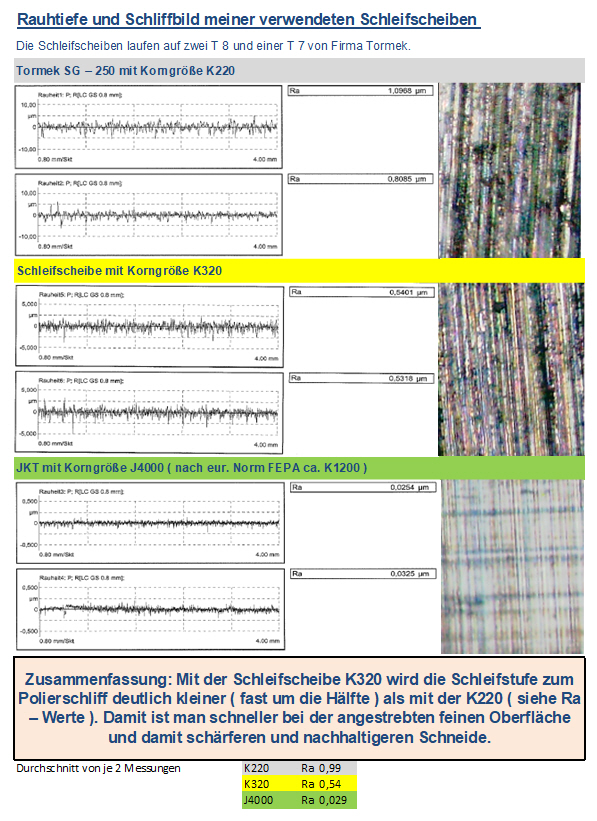 Rauhtiefe und Schliffbild meiner verwendeten Schleifscheiben
Die Schleifscheiben laufen auf zwei T 8 und einer T 7 von Firma Tormek.
Tormek SG – 250 mit Korngröße K220
Rauheit1: P; R[LC GS 0.8 mm];
Ra 1,0968 µm
10,00
µm
0
-10,00
0.80 mm/Skt 4.00 mm
Rauheit2: P; R[LC GS 0.8 mm];
Ra 0,8085 µm
10,00
µm
0
-10,00
0.80 mm/Skt 4.00 mm
Schleifscheibe mit Korngröße K320
Rauheit5: P; R[LC GS 0.8 mm];
Ra 0,5401 µm
5,000
µm
0
-5,000
0.80 mm/Skt 4.00 mm
Rauheit6: P; R[LC GS 0.8 mm];
Ra 0,5318 µm
5,000
µm
0
-5,000
0.80 mm/Skt 4.00 mm
JKT mit Korngröße J4000 ( nach eur. Norm FEPA ca. K1200 )
Rauheit3: P; R[LC GS 0.8 mm];
Ra 0,0254 µm
0,500
µm
0
-0,500
0.80 mm/Skt 4.00 mm
Rauheit4: P; R[LC GS 0.8 mm];
Ra 0,0325 µm
0,500
µm
0
-0,500
0.80 mm/Skt 4.00 mm
Zusammenfassung: Mit der Schleifscheibe K320 wird die Schleifstufe zum
Polierschliff deutlich kleiner ( fast um die Hälfte ) als mit der K220 ( siehe Ra
– Werte ). Damit ist man schneller bei der angestrebten feinen Oberfläche
und damit schärferen und nachhaltigeren Schneide.
Durchschnitt von je 2 Messungen K220 Ra 0,99
K320 Ra 0,54
J4000 Ra 0,029